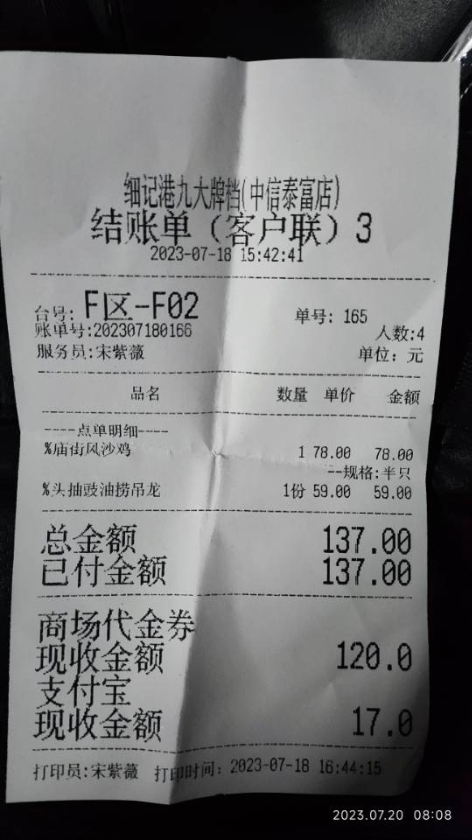 细记港九大牌档(中信泰富店)
结账单（客户联）3
2023-07-18 15:42:41
台号: F区-F02 单号: 165
账单号:202307180166 人数:4
服务员:宋紫薇 单位: 元
品名 数量 单价 金额
----点单明细----
%庙街风沙鸡 1 78.00 78.00
--规格:半只
%头抽豉油捞吊龙 1份 59.00 59.00
总金额 137.00
已付金额 137.00
商场代金券
现收金额 120.0
支付宝
现收金额 17.0
打印员:宋紫薇 打印时间: 2023-07-18 16:44:15
2023.07.20 08:08